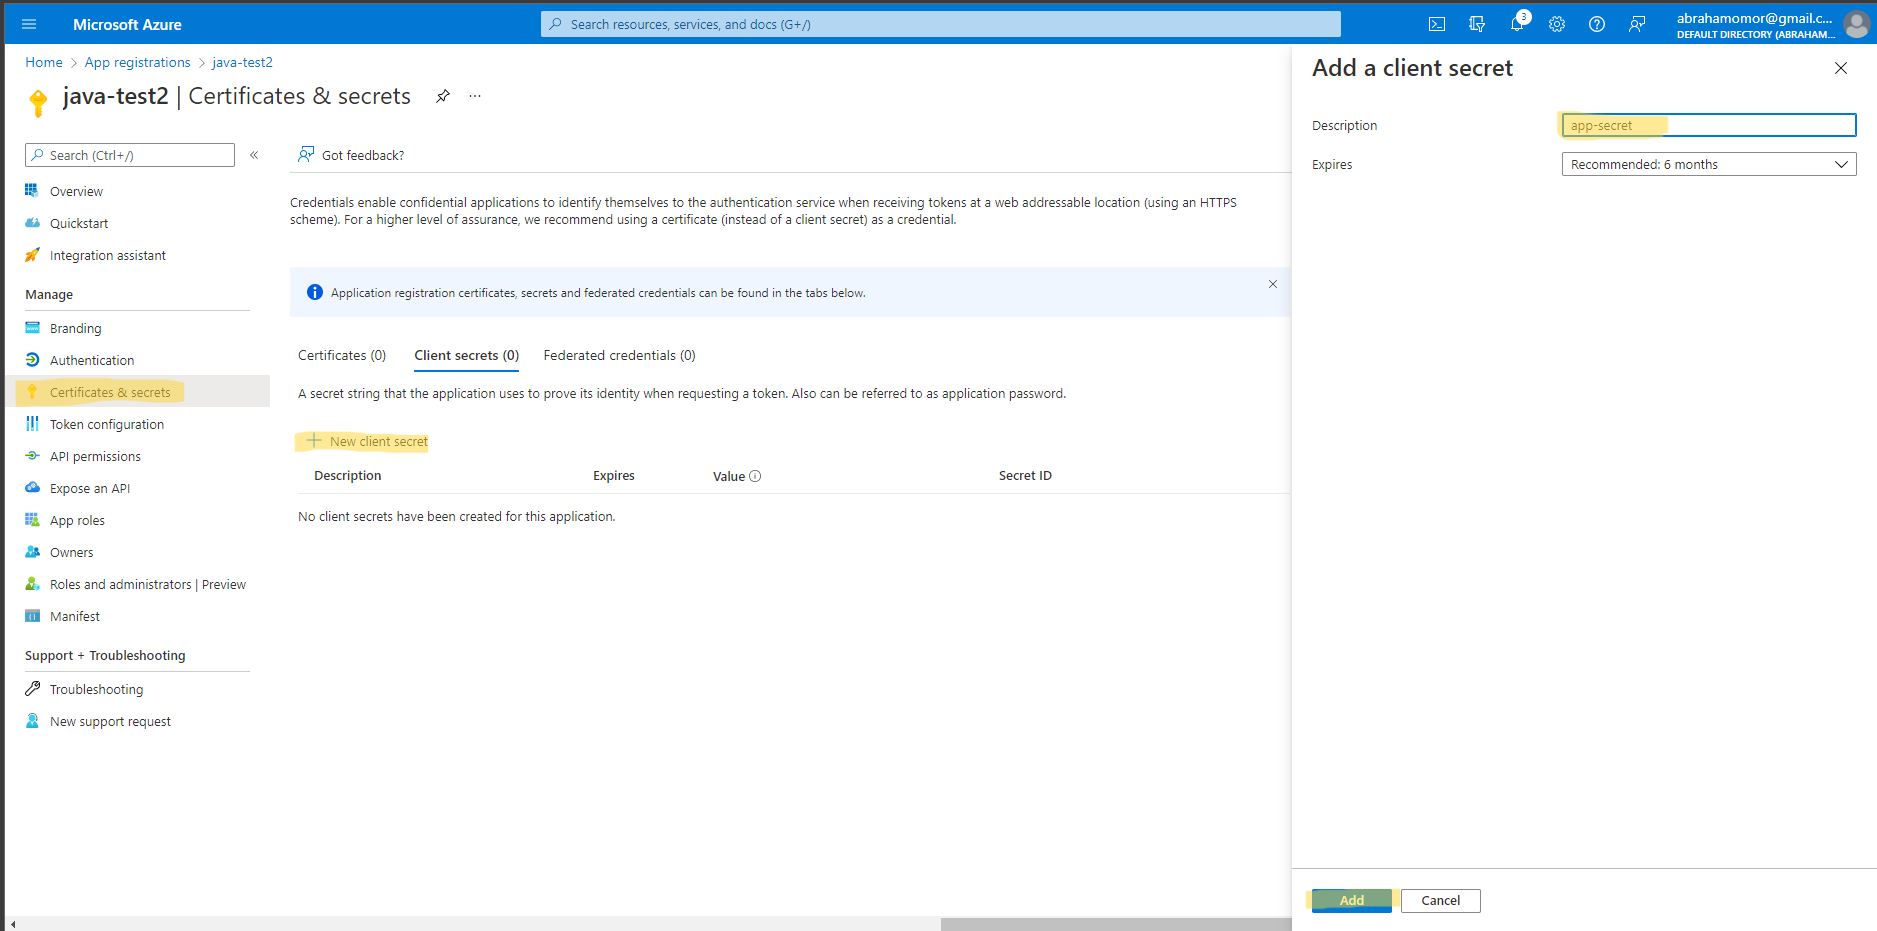 Microsoft Azure
Search resources, services, and docs (G+/)
3
abrahamomor@gmail.c...
DEFAULT DIRECTORY (ABRAHAM...
Home > App registrations > java-test2
java-test2 | Certificates & secrets
Search (Ctrl+/)
Overview
Quickstart
Integration assistant
Manage
Branding
Authentication
Certificates & secrets
Token configuration
API permissions
Expose an API
App roles
Owners
Roles and administrators | Preview
Manifest
Support + Troubleshooting
Troubleshooting
New support request
Got feedback?
Credentials enable confidential applications to identify themselves to the authentication service when receiving tokens at a web addressable location (using an HTTPS
scheme). For a higher level of assurance, we recommend using a certificate (instead of a client secret) as a credential.
Application registration certificates, secrets and federated credentials can be found in the tabs below.
Certificates (0) Client secrets (0) Federated credentials (0)
A secret string that the application uses to prove its identity when requesting a token. Also can be referred to as application password.
New client secret
Description Expires Value Secret ID
No client secrets have been created for this application.
Add a client secret
Description app-secret
Expires Recommended: 6 months
Add Cancel